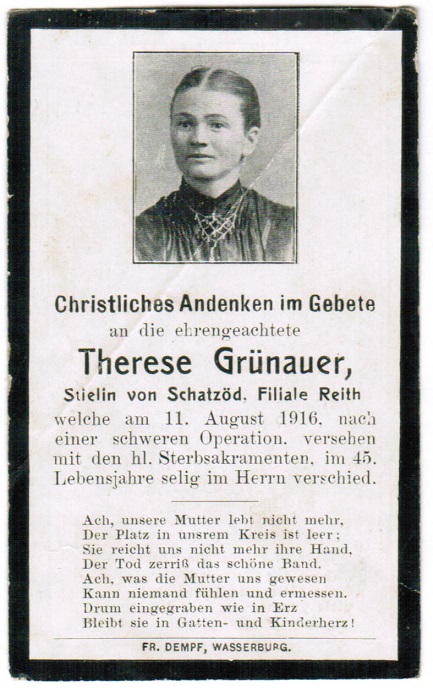 Christliches Andenken im Gebete
an die ehrengeachtete
Therese Grünauer,
Stielin von Schatzöd, Filiale Reith
welche am 11. August 1916, nach
einer schweren Operation, versehen
mit den hl. Sterbsakramenten, im 45.
Lebensjahre selig im Herrn verschied.
Ach, unsere Mutter lebt nicht mehr,
Der Platz in unsrem Kreis ist leer;
Sie reicht uns nicht mehr ihre Hand,
Der Tod zerriß das schöne Band.
Ach, was die Mutter uns gewesen
Kann niemand fühlen und ermessen.
Drum eingegraben wie in Erz
Bleibt sie in Gatten- und Kinderherz!
FR. DEMPF, WASSERBURG.